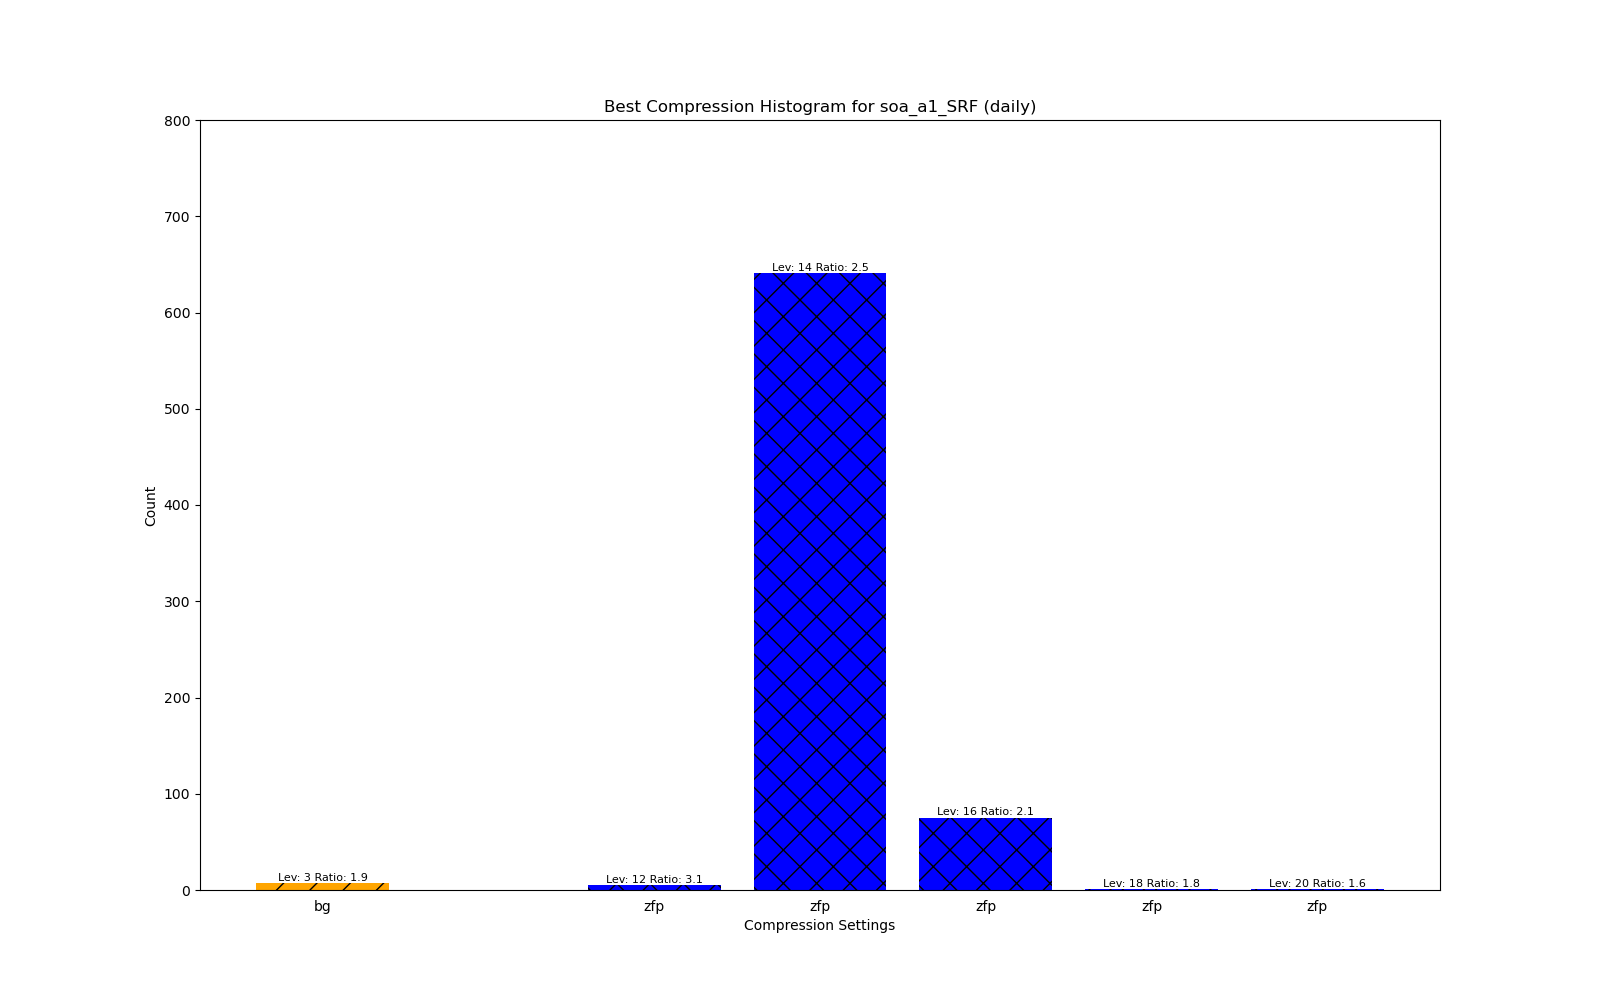 Best Compression Histogram for soa_a1_SRF (daily)
800
700
600
500
400
300
200
100
0
Count
Lev: 3 Ratio: 1.9
Lev: 12 Ratio: 3.1
Lev: 14 Ratio: 2.5
Lev: 16 Ratio: 2.1
Lev: 18 Ratio: 1.8
Lev: 20 Ratio: 1.6
bg zfp zfp zfp zfp zfp
Compression Settings